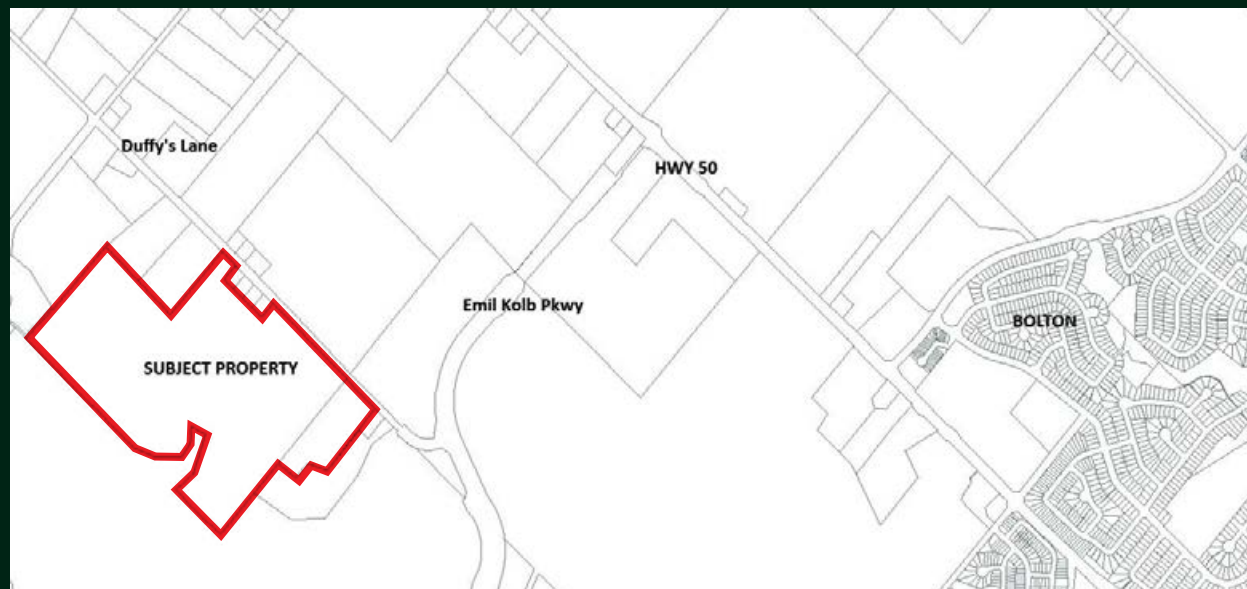 Duffy's Lane
HWY 50
Emil Kolb Pkwy
BOLTON
SUBJECT PROPERTY